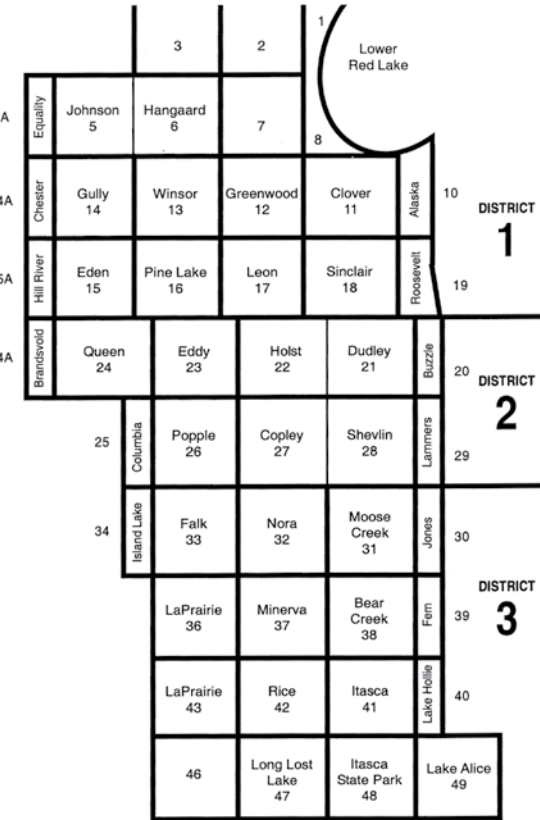 1
3
2
Lower
Red Lake
A
Equality
Johnson
5
Hangaard
6
7
8
4A
Chester
Gully
14
Winsor
13
Greenwood
12
Clover
11
Alaska
10
DISTRICT
1
5A
Hill River
Eden
15
Pine Lake
16
Leon
17
Sinclair
18
Roosevelt
19
4A
Brandsvold
Queen
24
Eddy
23
Holst
22
Dudley
21
Buzzle
20
DISTRICT
2
25
Columbia
Popple
26
Copley
27
Shevlin
28
Lammers
29
34
Island Lake
Falk
33
Nora
32
Moose
Creek
31
Jones
30
DISTRICT
3
LaPrairie
36
Minerva
37
Bear
Creek
38
Fern
39
LaPrairie
43
Rice
42
Itasca
41
Lake Hollie
40
46
Long Lost
Lake
47
Itasca
State Park
48
Lake Alice
49